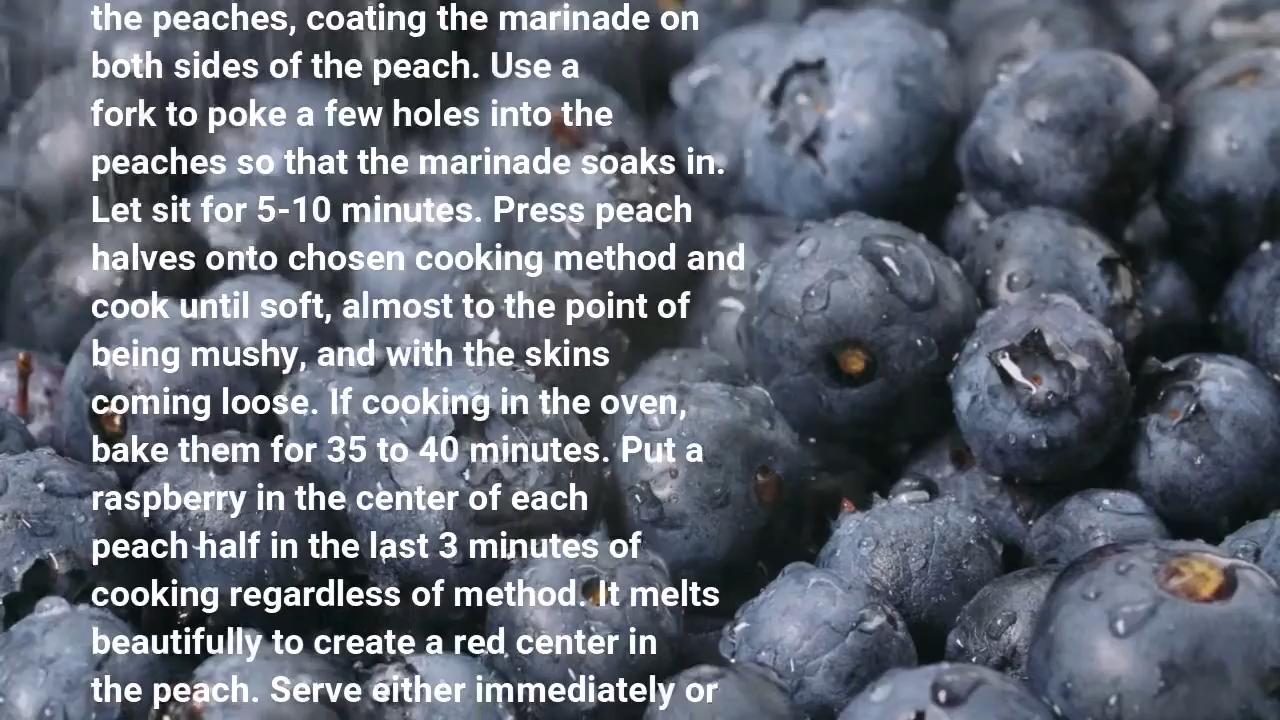 the peaches, coating the marinade on
both sides of the peach. Use a
fork to poke a few holes into the
peaches so that the marinade soaks in.
Let sit for 5-10 minutes. Press peach
halves onto chosen cooking method and
cook until soft, almost to the point of
being mushy, and with the skins
coming loose. If cooking in the oven,
bake them for 35 to 40 minutes. Put a
raspberry in the center of each
peach half in the last 3 minutes of
cooking regardless of method. It melts
beautifully to create a red center in
the peach. Serve either immediately or